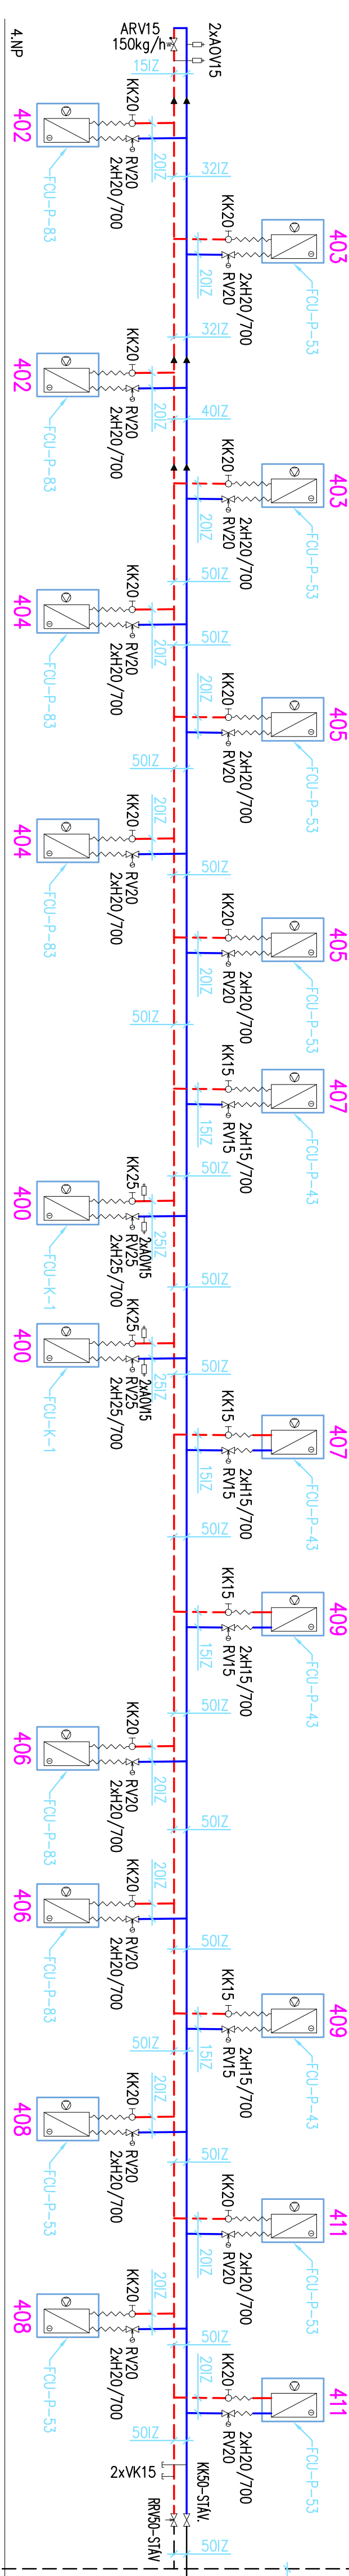 4.NP
ARV15
150kg/h
2xAOV15
15IZ
402
FCU-P-83
KK20
RV20
2xH20/700
20IZ
32IZ
403
FCU-P-53
KK20
2xH20/700
RV20
20IZ
32IZ
402
FCU-P-83
KK20
RV20
2xH20/700
20IZ
40IZ
403
FCU-P-53
KK20
2xH20/700
RV20
20IZ
50IZ
404
FCU-P-83
KK20
RV20
2xH20/700
20IZ
50IZ
405
FCU-P-53
KK20
2xH20/700
RV20
20IZ
50IZ
404
FCU-P-83
KK20
RV20
2xH20/700
20IZ
50IZ
405
FCU-P-53
KK20
2xH20/700
RV20
20IZ
50IZ
407
FCU-P-43
KK15
2xH15/700
RV15
15IZ
50IZ
400
FCU-K-1
KK25
2xAOV15
RV25
2xH25/700
25IZ
50IZ
400
FCU-K-1
KK25
2xAOV15
RV25
2xH25/700
25IZ
50IZ
407
FCU-P-43
KK15
2xH15/700
RV15
15IZ
50IZ
409
FCU-P-43
KK15
2xH15/700
RV15
15IZ
50IZ
406
FCU-P-83
KK20
RV20
2xH20/700
20IZ
50IZ
406
FCU-P-83
KK20
RV20
2xH20/700
20IZ
50IZ
409
FCU-P-43
KK15
2xH15/700
RV15
15IZ
50IZ
408
FCU-P-53
KK20
RV20
2xH20/700
20IZ
50IZ
411
FCU-P-53
KK20
2xH20/700
RV20
20IZ
408
FCU-P-53
KK20
RV20
2xH20/700
20IZ
50IZ
411
FCU-P-53
KK20
2xH20/700
RV20
20IZ
50IZ
2xVK15
KK50-STÁV.
RRV50-STÁV
50IZ